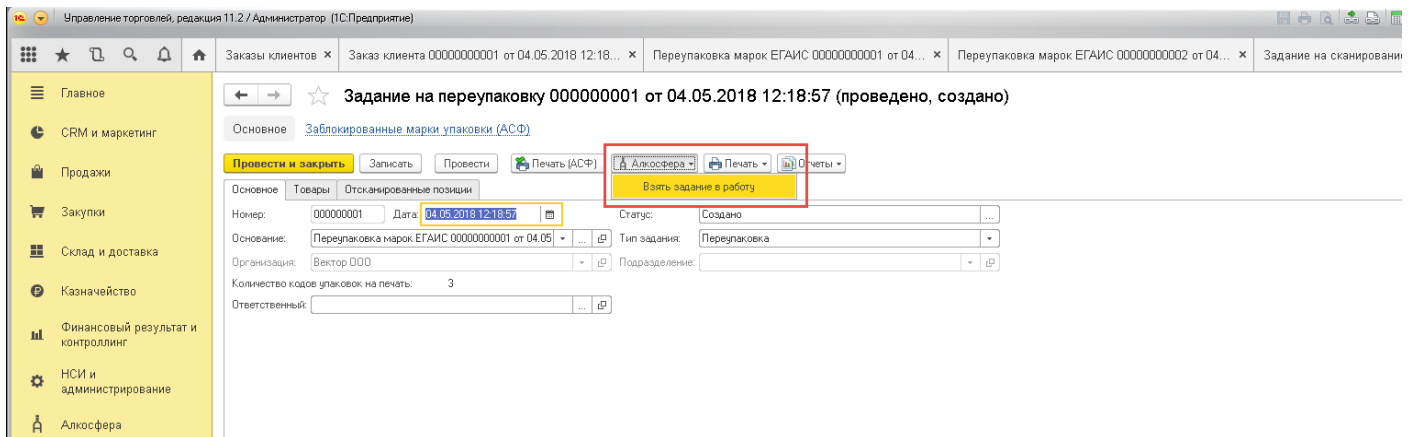 1С Управление торговлей, редакция 11.2 / Администратор (1С:Предприятие)
Заказы клиентов × Заказ клиента 00000000001 от 04.05.2018 12:18... × Переупаковка марок ЕГАИС 00000000001 от 04... × Переупаковка марок ЕГАИС 00000000002 от 04... × Задание на сканировани
Главное
CRM и маркетинг
Продажи
Закупки
Склад и доставка
Казначейство
Финансовый результат и
контроллинг
НСИ и
администрирование
Алкосфера
Задание на переупаковку 000000001 от 04.05.2018 12:18:57 (проведено, создано)
Основное Заблокированные марки упаковки (АСФ)
Провести и закрыть Записать Провести Печать (АСФ) Алкосфера Печать Отчеты
Взять задание в работу
Основное Товары Отсканированные позиции
Номер: 000000001 Дата: 04.05.2018 12:18:57 Статус: Создано ...
Основание: Переупаковка марок ЕГАИС 00000000001 от 04.05 ... Тип задания: Переупаковка
Организация: Вектор ООО Подразделение:
Количество кодов упаковок на печать: 3
Ответственный: ...